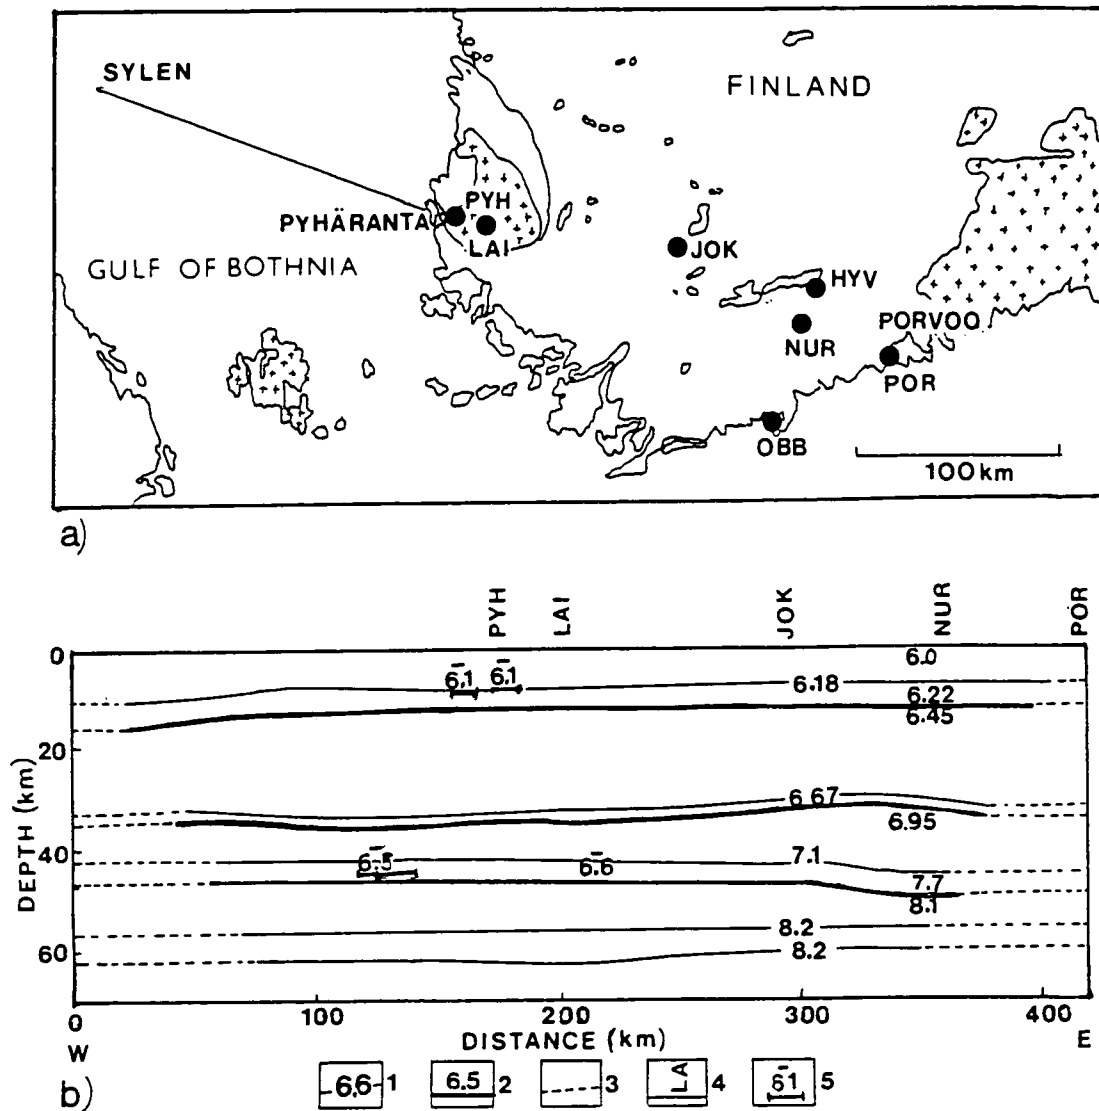 SYLEN
FINLAND
PYH
PYHÄRANTA
LAI
JOK
GULF OF BOTHNIA
HYV
PORVOO
NUR
POR
OBB
100 km
a)
PYH LAI JOK NUR PÖR
0
6.0
6.1 6.1
6.18
6.22
6.45
20
6.67
6.95
40
6.5 6.6 7.1
7.7
8.1
8.2
60
8.2
DEPTH (km)
0 100 200 300 400
DISTANCE (km)
W E
b) 6.6 1 6.5 2 3 LA 4 6.1 5